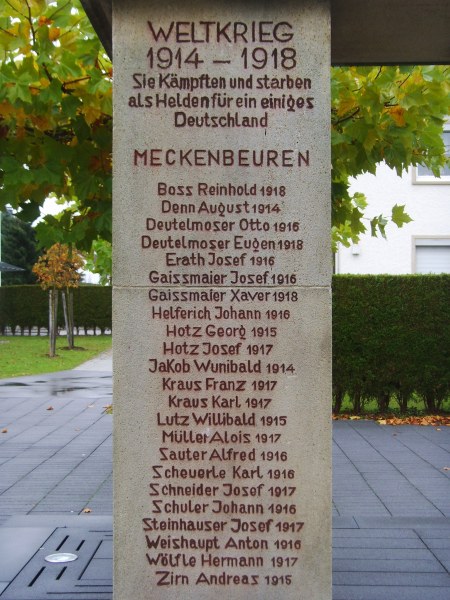 WELTKRIEG
1914 – 1918
Sie Kämpften und starben
als Helden für ein einiges
Deutschland
MECKENBEUREN
Boss Reinhold 1918
Denn August 1914
Deutelmoser Otto 1916
Deutelmoser Eugen 1918
Erath Josef 1916
Gaissmaier Josef 1916
Gaissmaier Xaver 1918
Helferich Johann 1916
Hotz Georg 1915
Hotz Josef 1917
Jakob Wunibald 1914
Kraus Franz 1917
Kraus Karl 1917
Lutz Willibald 1915
Müller Alois 1917
Sauter Alfred 1916
Scheuerle Karl 1916
Schneider Josef 1917
Schuler Johann 1916
Steinhauser Josef 1917
Weishaupt Anton 1916
Wölfle Hermann 1917
Zirn Andreas 1915